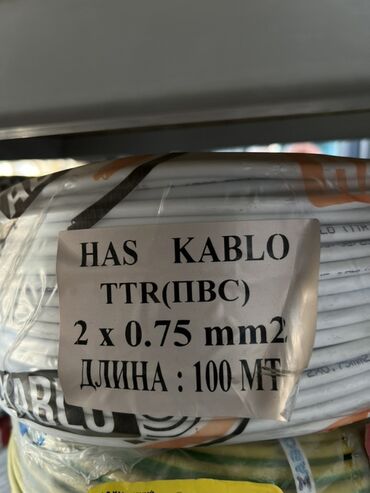 HAS KABLO
TTR(ПВС)
2 x 0.75 mm2
ДЛИНА : 100 МТ
KABLO